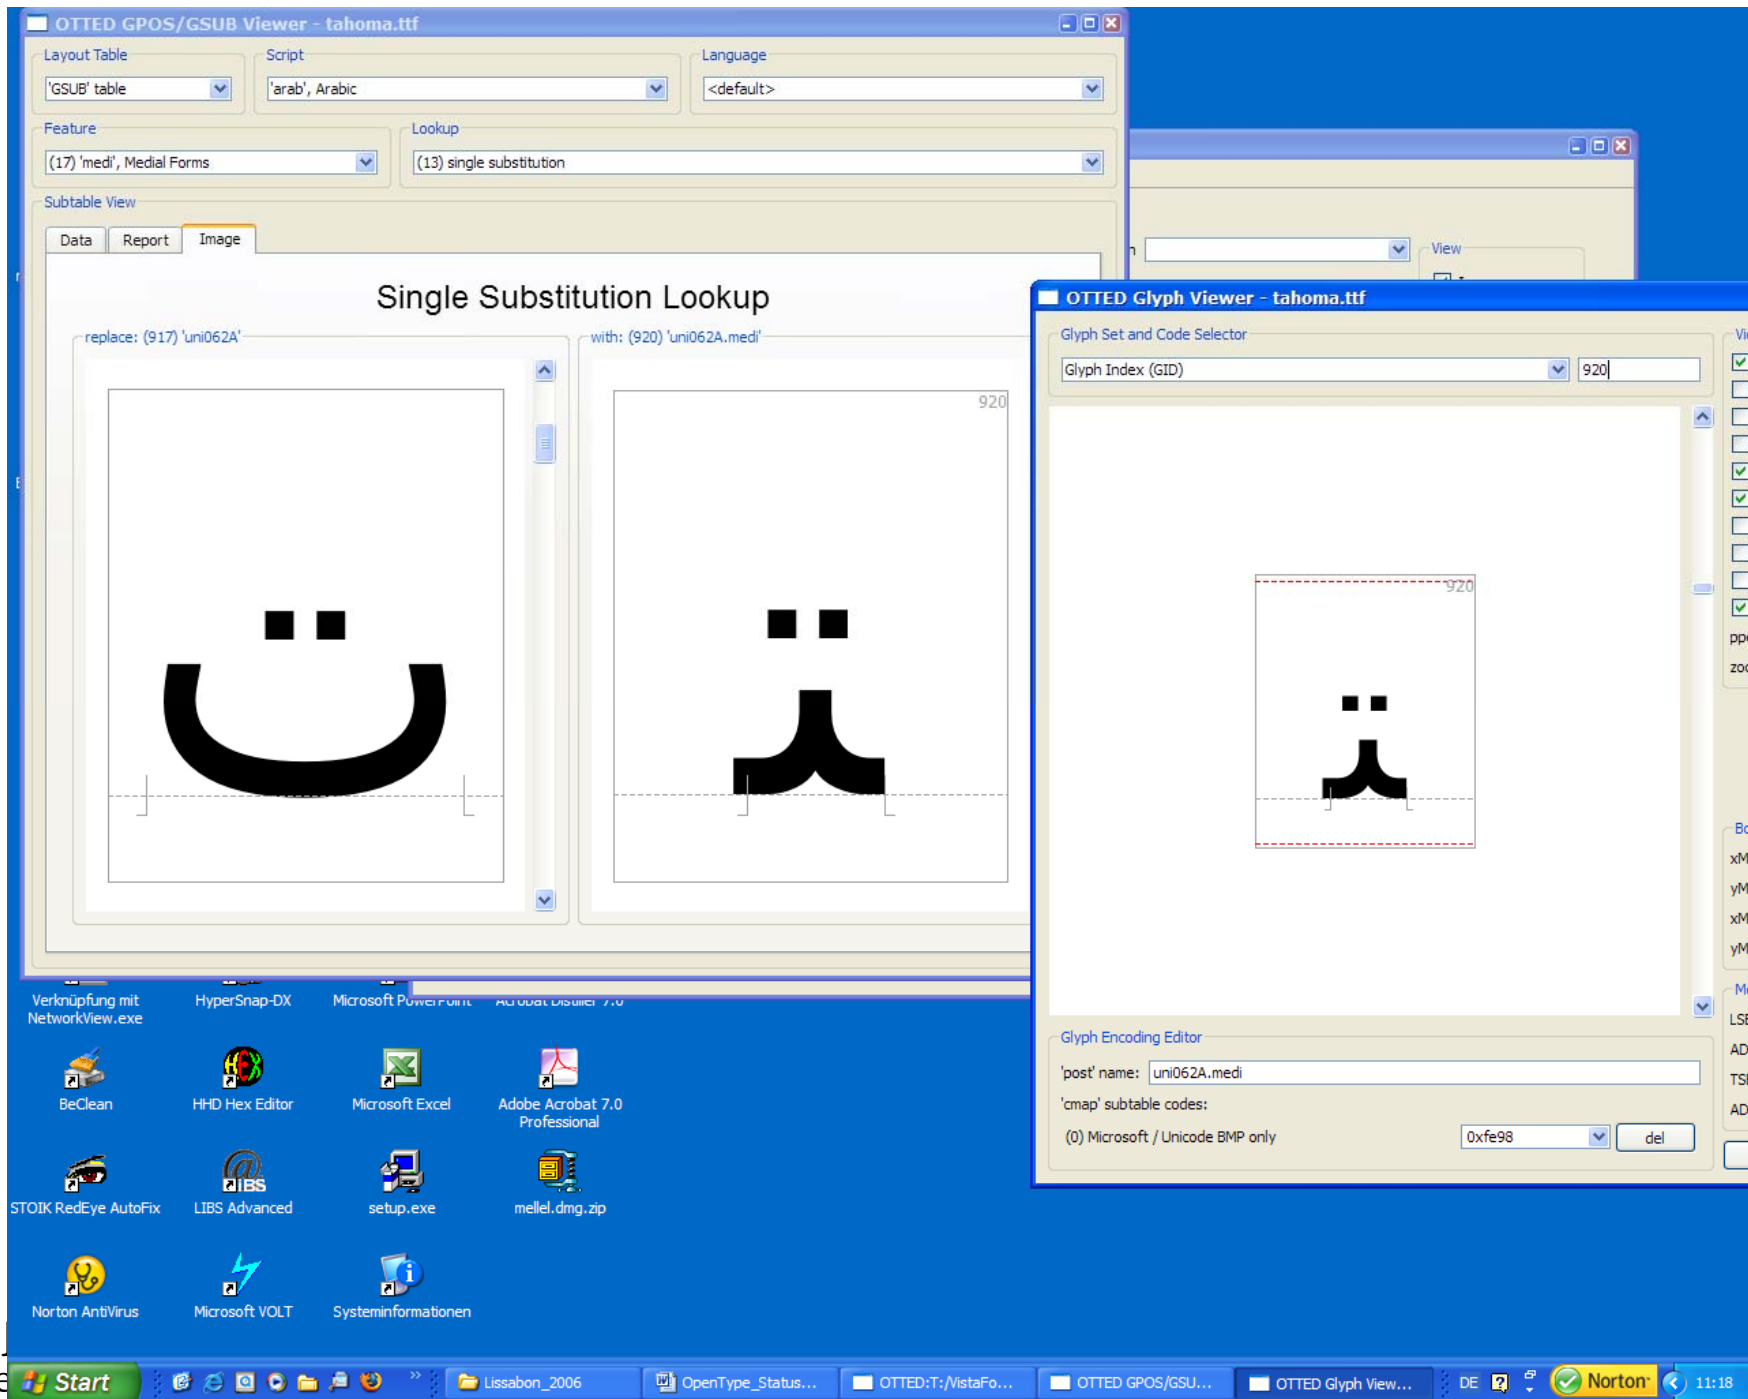 OTTED GPOS/GSUB Viewer - tahoma.ttf
Layout Table
Script
Language
'GSUB' table
'arab', Arabic
<default>
Feature
Lookup
(17) 'medi', Medial Forms
(13) single substitution
Subtable View
Data
Report
Image
View
Single Substitution Lookup
replace: (917) 'uni062A'
with: (920) 'uni062A.medi'
920
ت
OTTED Glyph Viewer - tahoma.ttf
Glyph Set and Code Selector
Glyph Index (GID)
920
920
Glyph Encoding Editor
'post' name: uni062A.medi
'cmap' subtable codes:
(0) Microsoft / Unicode BMP only
0xfe98
del
Verknüpfung mit
NetworkView.exe
HyperSnap-DX
Microsoft PowerPoint
Acrobat Distiller 7.0
BeClean
HHD Hex Editor
Microsoft Excel
Adobe Acrobat 7.0
Professional
STOIK RedEye AutoFix
LIBS Advanced
setup.exe
mellel.dmg.zip
Norton AntiVirus
Microsoft VOLT
Systeminformationen
Start
Lissabon_2006
OpenType_Status...
OTTED:T:/VistaFo...
OTTED GPOS/GSU...
OTTED Glyph View...
DE
Norton
11:18